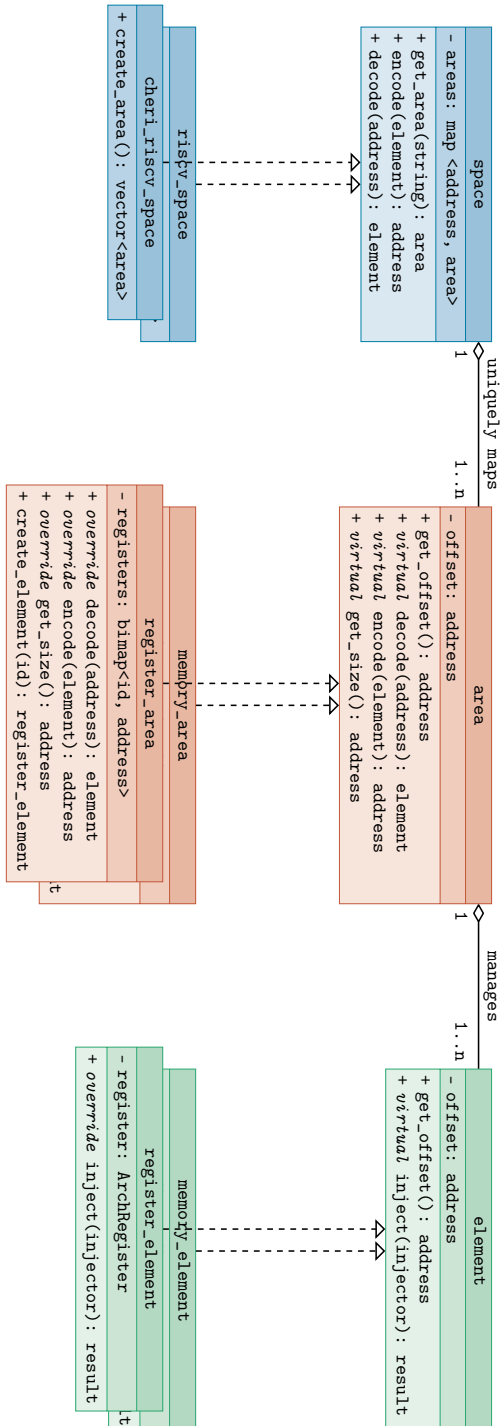 space
- areas: map <address, area>
+ get_area(string): area
+ encode(element): address
+ decode(address): element
uniquely maps
1
1..n
area
- offset: address
+ get_offset(): address
+ virtual decode(address): element
+ virtual encode(element): address
+ virtual get_size(): address
manages
1
1..n
element
- offset: address
+ get_offset(): address
+ virtual inject(injector): result
riscv_space
cheri_riscv_space
+ create_area(): vector<area>
memory_area
register_area
- registers: bimap<id, address>
+ override decode(address): element
+ override encode(element): address
+ override get_size(): address
+ create_element(id): register_element
memory_element
register_element
- register: ArchRegister
+ override inject(injector): result